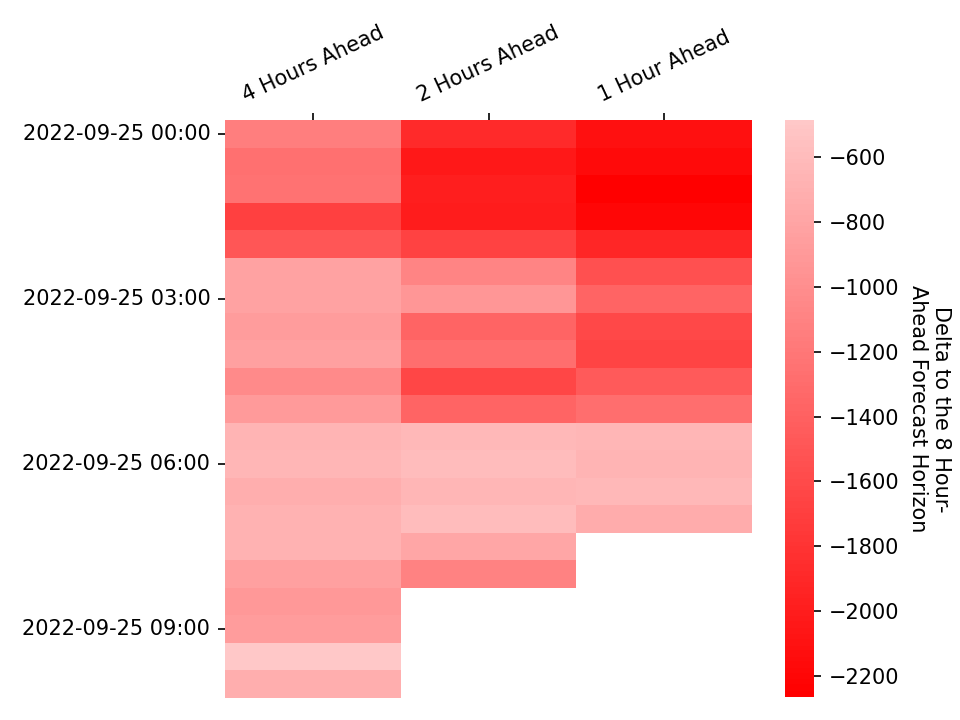 4 Hours Ahead
2 Hours Ahead
1 Hour Ahead
2022-09-25 00:00
2022-09-25 03:00
2022-09-25 06:00
2022-09-25 09:00
−600
−800
−1000
−1200
−1400
−1600
−1800
−2000
−2200
Delta to the 8 Hour-
Ahead Forecast Horizon